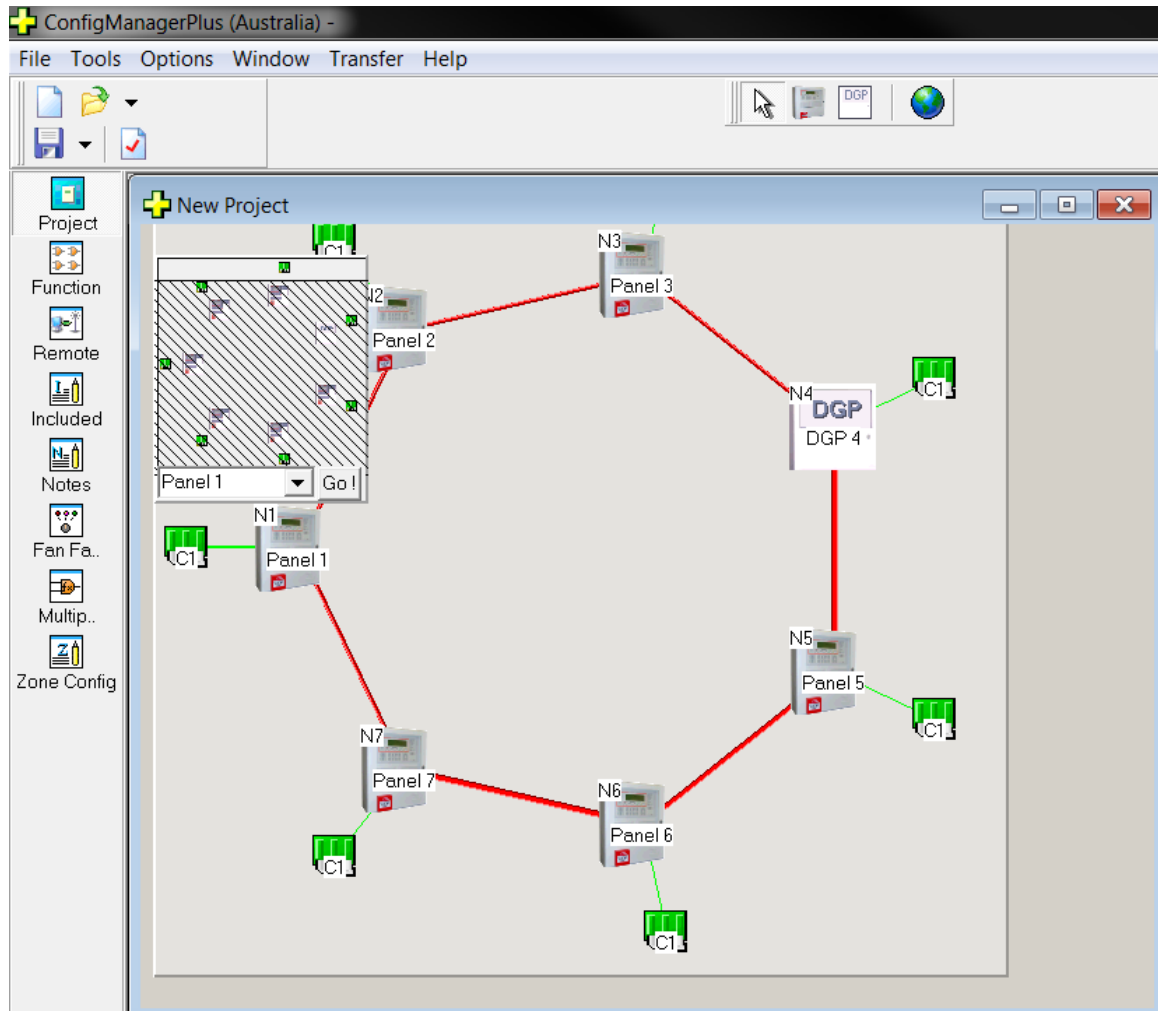 ConfigManagerPlus (Australia) -
File Tools Options Window Transfer Help
DGP
Project
Function
Remote
Included
Notes
Fan Fa..
Multip..
Zone Config
New Project
C1
N2
Panel 2
N3
Panel 3
N4
DGP
DGP 4
C1
Panel 1
Go !
N1
Panel 1
C1
N5
Panel 5
C1
N7
Panel 7
C1
N6
Panel 6
C1